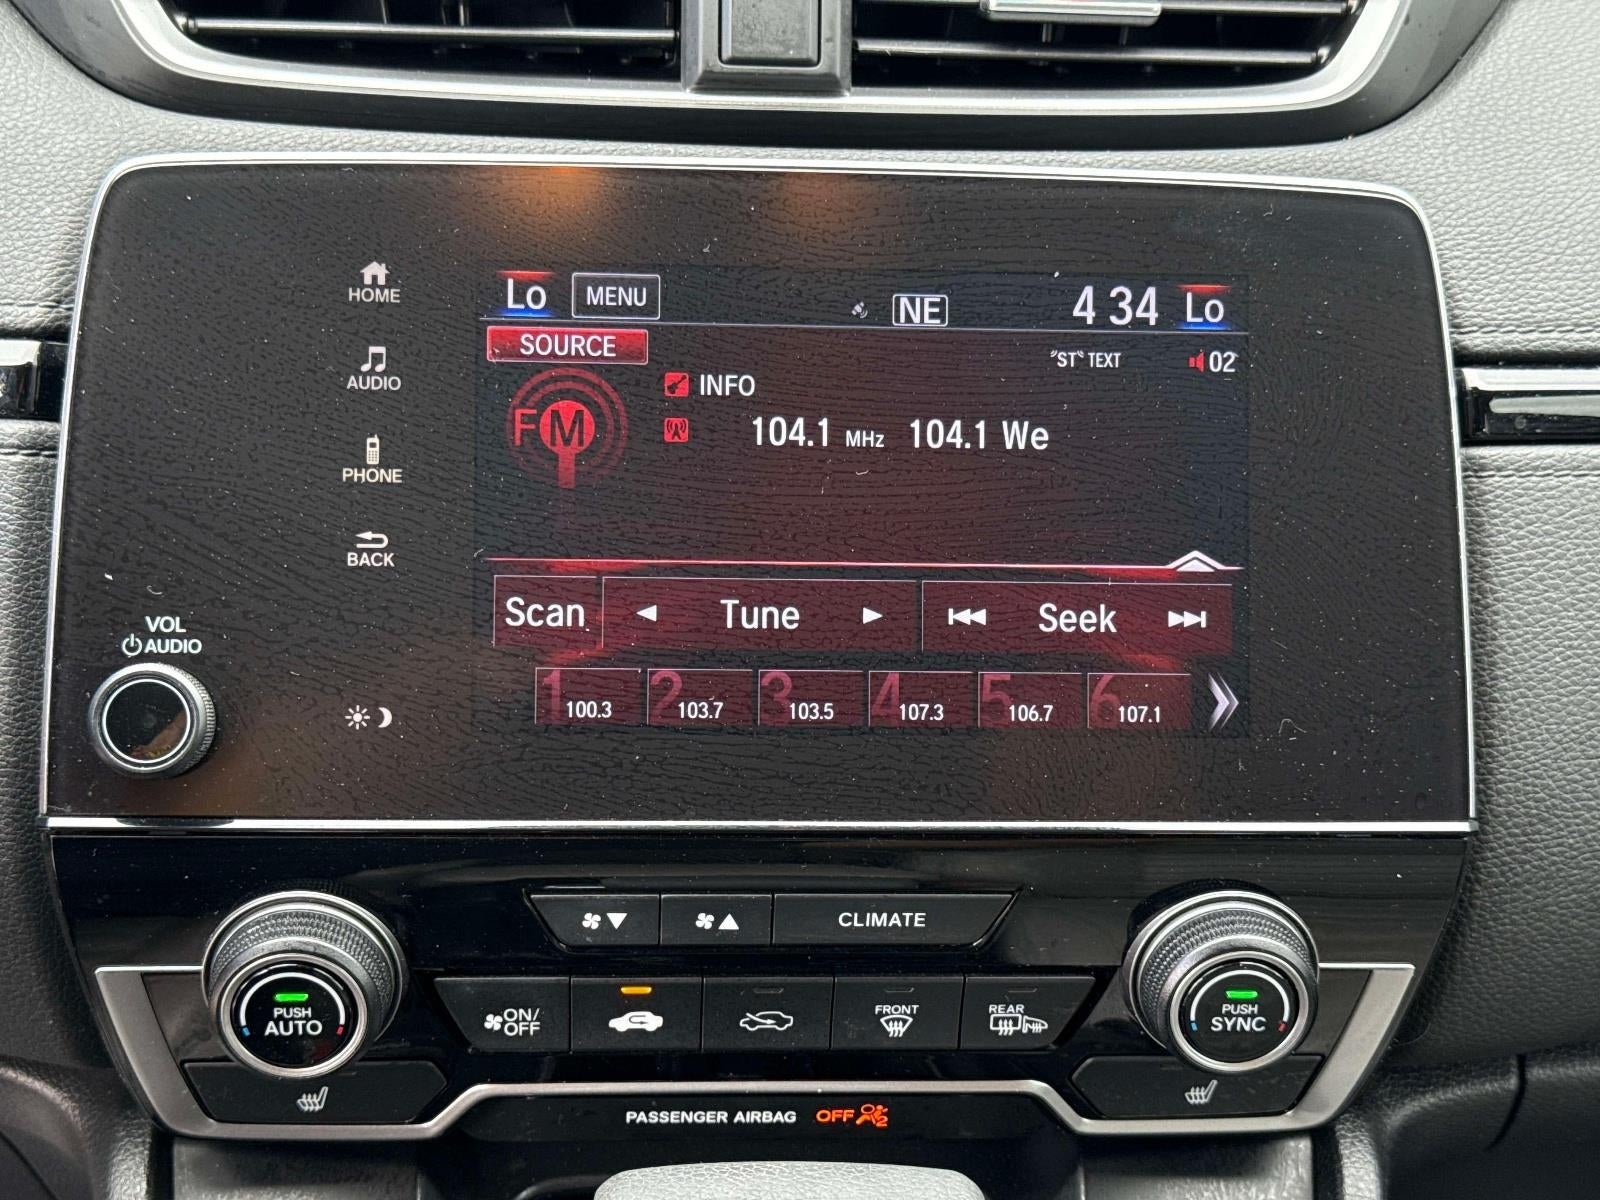 Lo MENU NE 4 34 Lo
SOURCE
"ST" TEXT 02
INFO
FM
104.1 MHz 104.1 We
HOME
AUDIO
PHONE
BACK
Scan Tune Seek
VOL
AUDIO
1 100.3 2 103.7 3 103.5 4 107.3 5 106.7 6 107.1
CLIMATE
PUSH
AUTO
ON/
OFF
FRONT
REAR
PUSH
SYNC
PASSENGER AIRBAG OFF 2